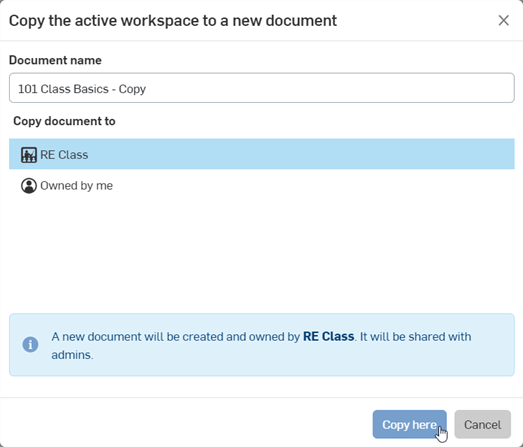 Copy the active workspace to a new document
Document name
101 Class Basics - Copy
Copy document to
RE Class
Owned by me
A new document will be created and owned by RE Class. It will be shared with
admins.
Copy here
Cancel